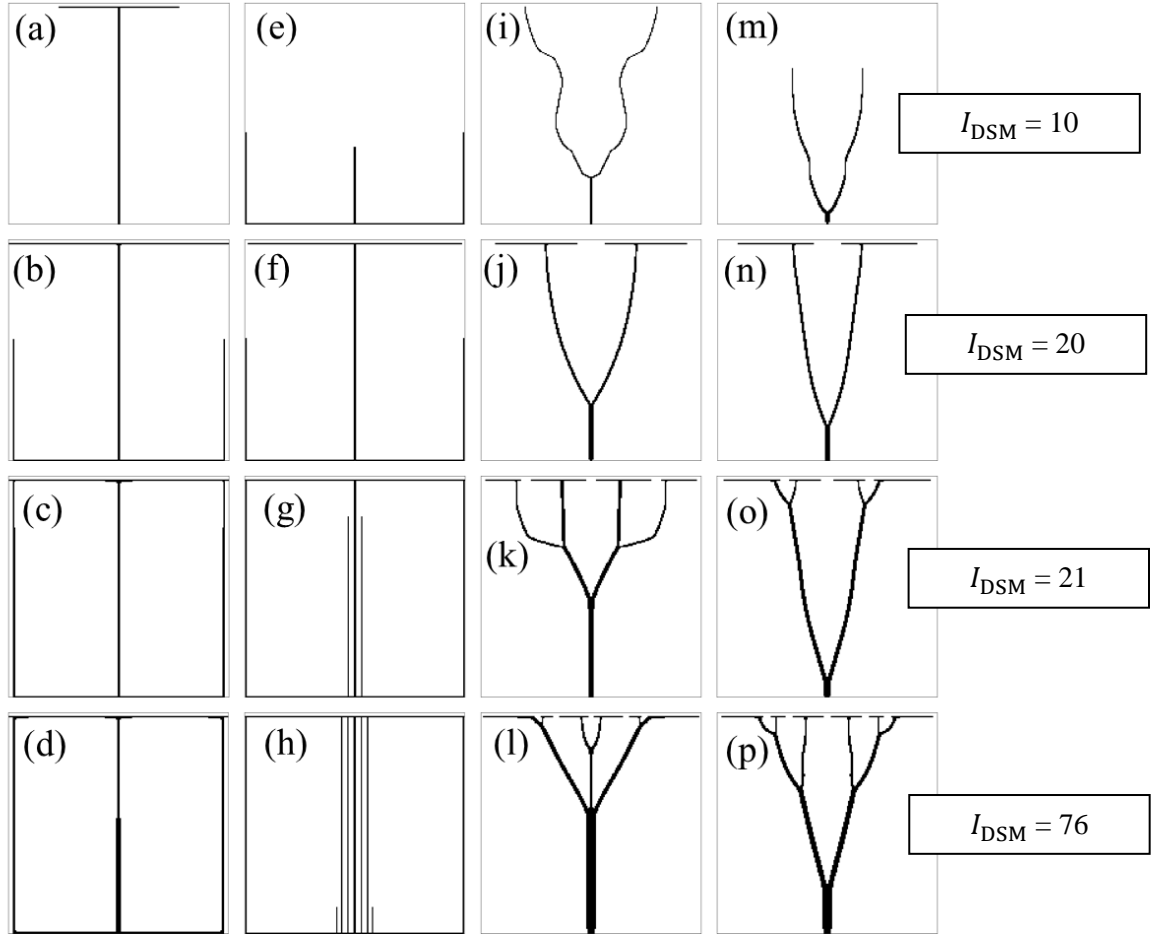 (a) (e) (i) (m) I_DSM = 10
(b) (f) (j) (n) I_DSM = 20
(c) (g) (k) (o) I_DSM = 21
(d) (h) (l) (p) I_DSM = 76